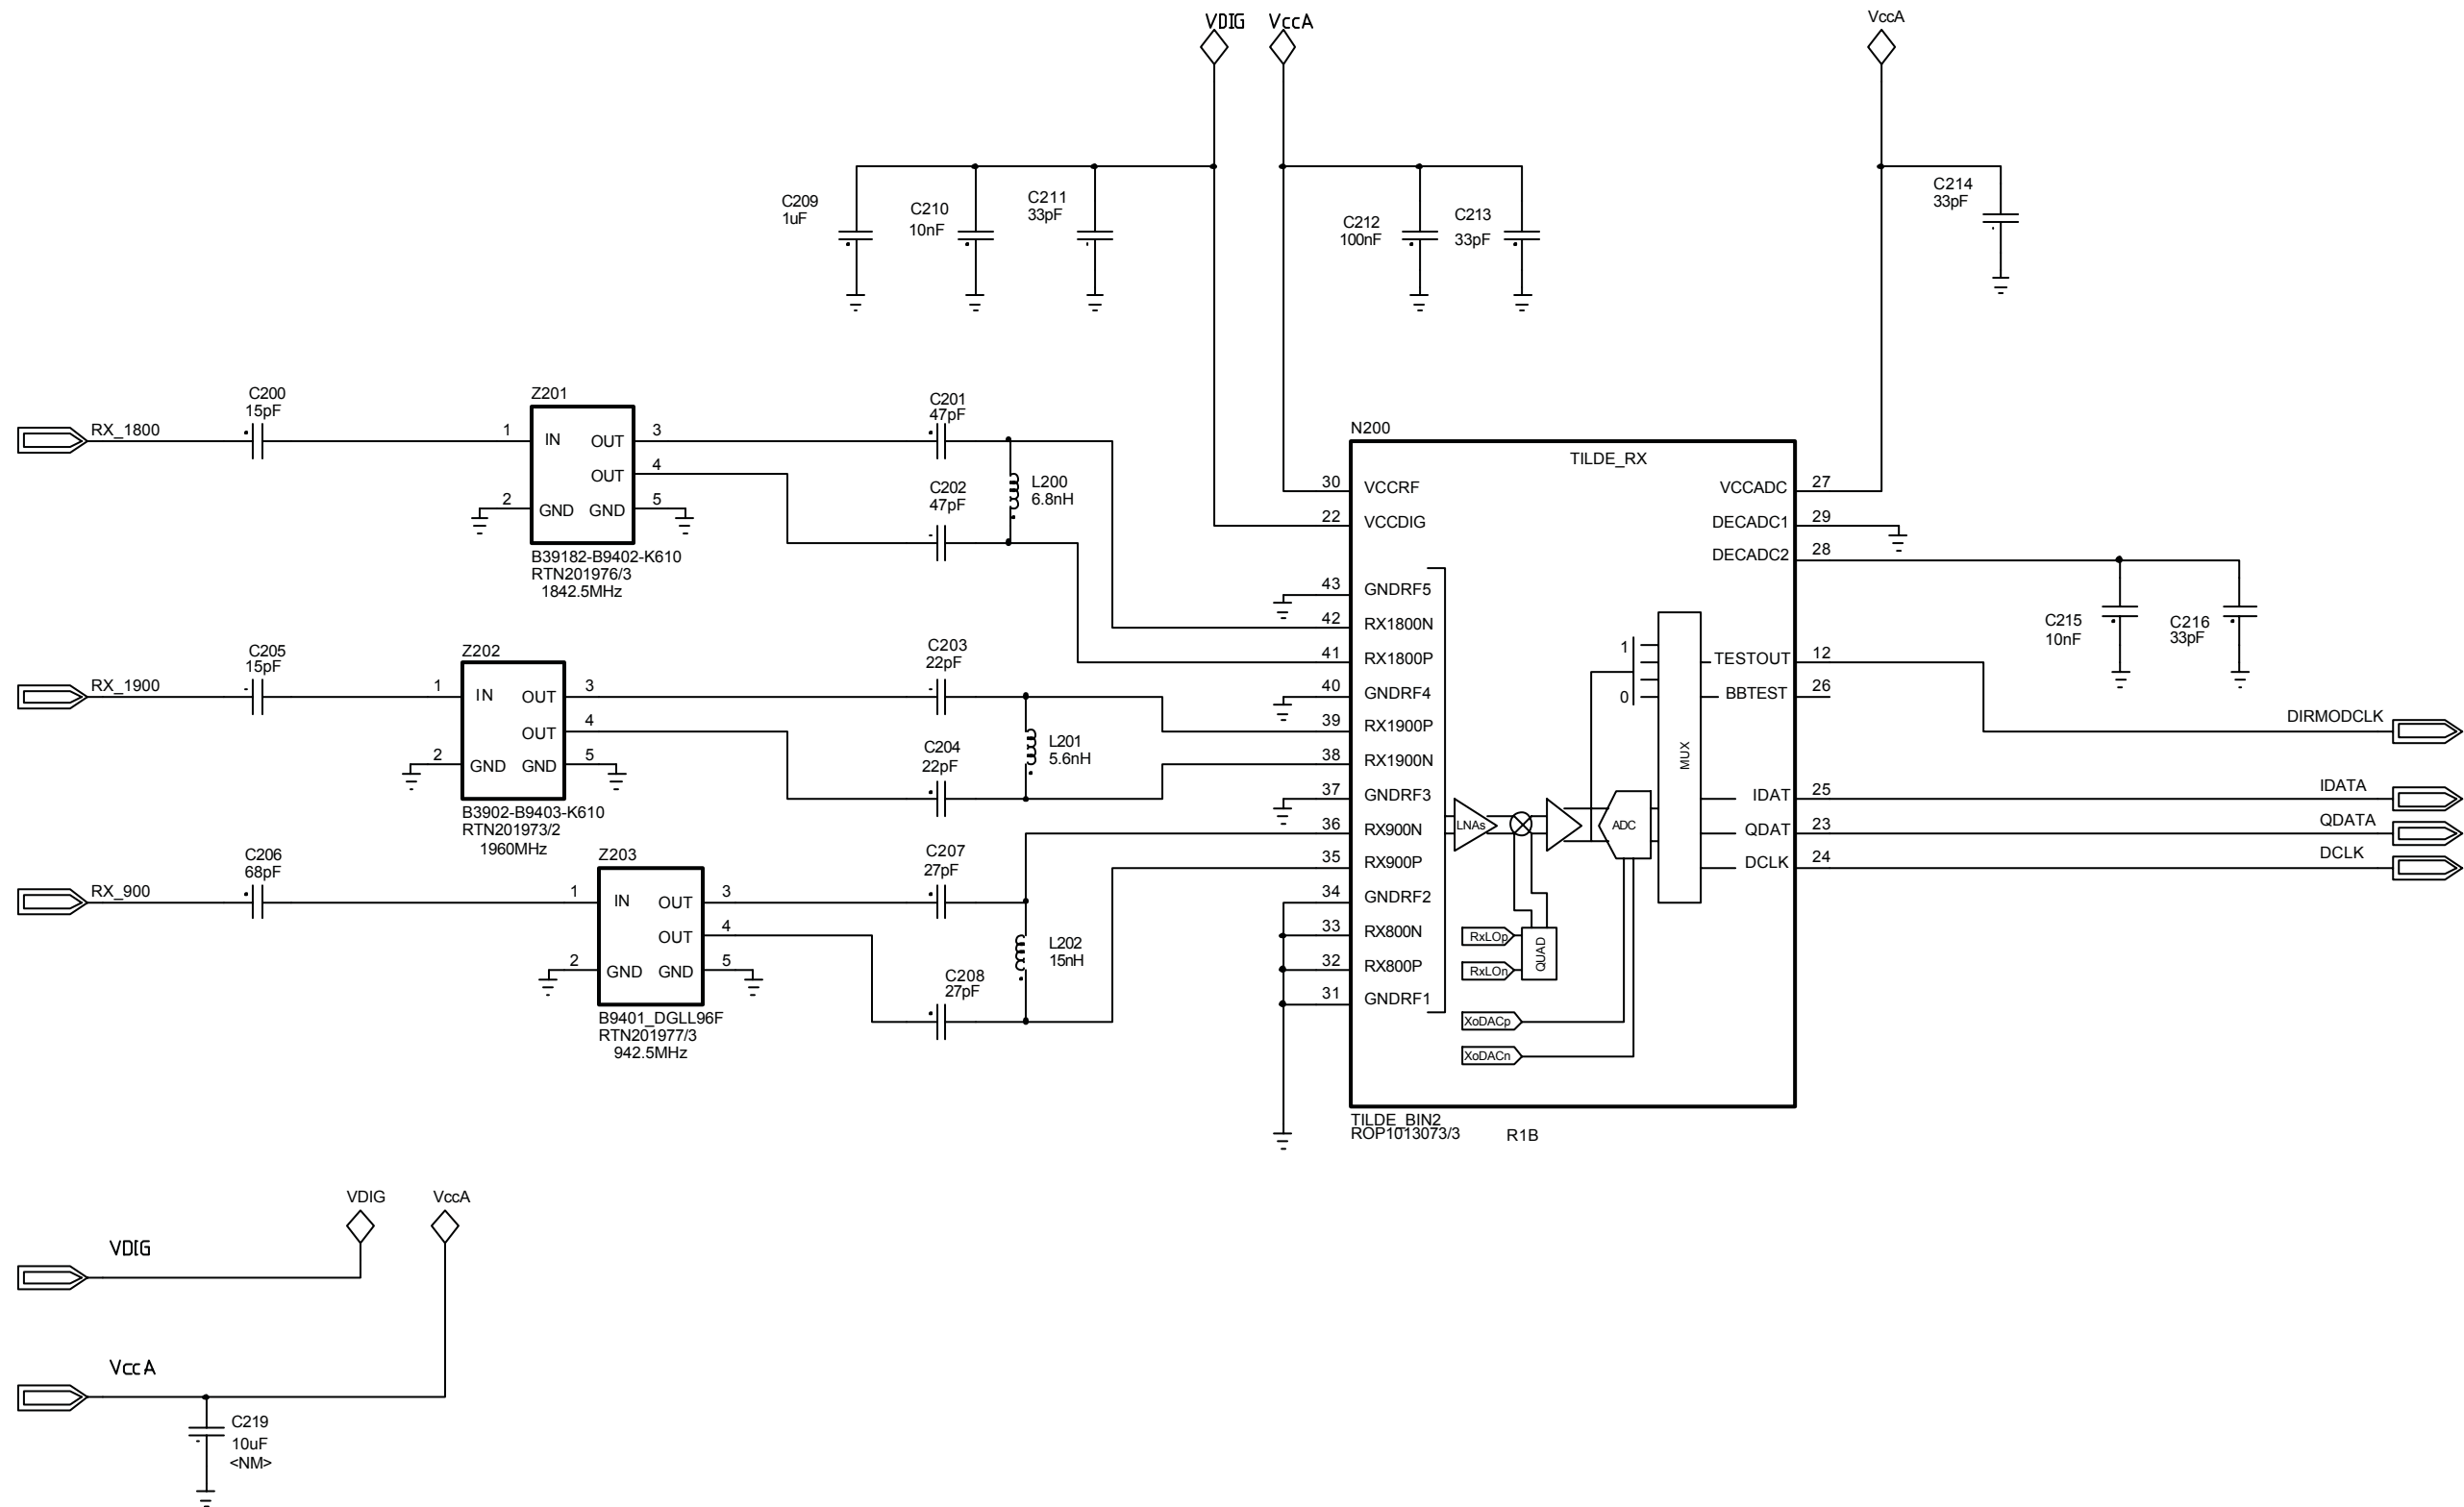 VDIG
VccA
VccA
C209
1uF
C210
10nF
C211
33pF
C212
100nF
C213
33pF
C214
33pF
RX_1800
C200
15pF
Z201
1
IN
OUT
3
OUT
4
2
GND
GND
5
B39182-B9402-K610
RTN201976/3
1842.5MHz
C201
47pF
C202
47pF
L200
6.8nH
RX_1900
C205
15pF
Z202
1
IN
OUT
3
OUT
4
2
GND
GND
5
B3902-B9403-K610
RTN201973/2
1960MHz
C203
22pF
C204
22pF
L201
5.6nH
RX_900
C206
68pF
Z203
1
IN
OUT
3
OUT
4
2
GND
GND
5
B9401_DGLL96F
RTN201977/3
942.5MHz
C207
27pF
C208
27pF
L202
15nH
N200
TILDE_RX
30
VCCRF
22
VCCDIG
43
GNDRF5
42
RX1800N
41
RX1800P
40
GNDRF4
39
RX1900P
38
RX1900N
37
GNDRF3
36
RX900N
35
RX900P
34
GNDRF2
33
RX800N
32
RX800P
31
GNDRF1
LNAs
ADC
MUX
1
0
QUAD
RxLOp
RxLOn
XoDACp
XoDACn
VCCADC
27
DECADC1
29
DECADC2
28
TESTOUT
12
BBTEST
26
IDAT
25
QDAT
23
DCLK
24
C215
10nF
C216
33pF
DIRMODCLK
IDATA
QDATA
DCLK
TILDE_BIN2
ROP1013073/3
R1B
VDIG
VccA
VDIG
VccA
C219
10uF
<NM>